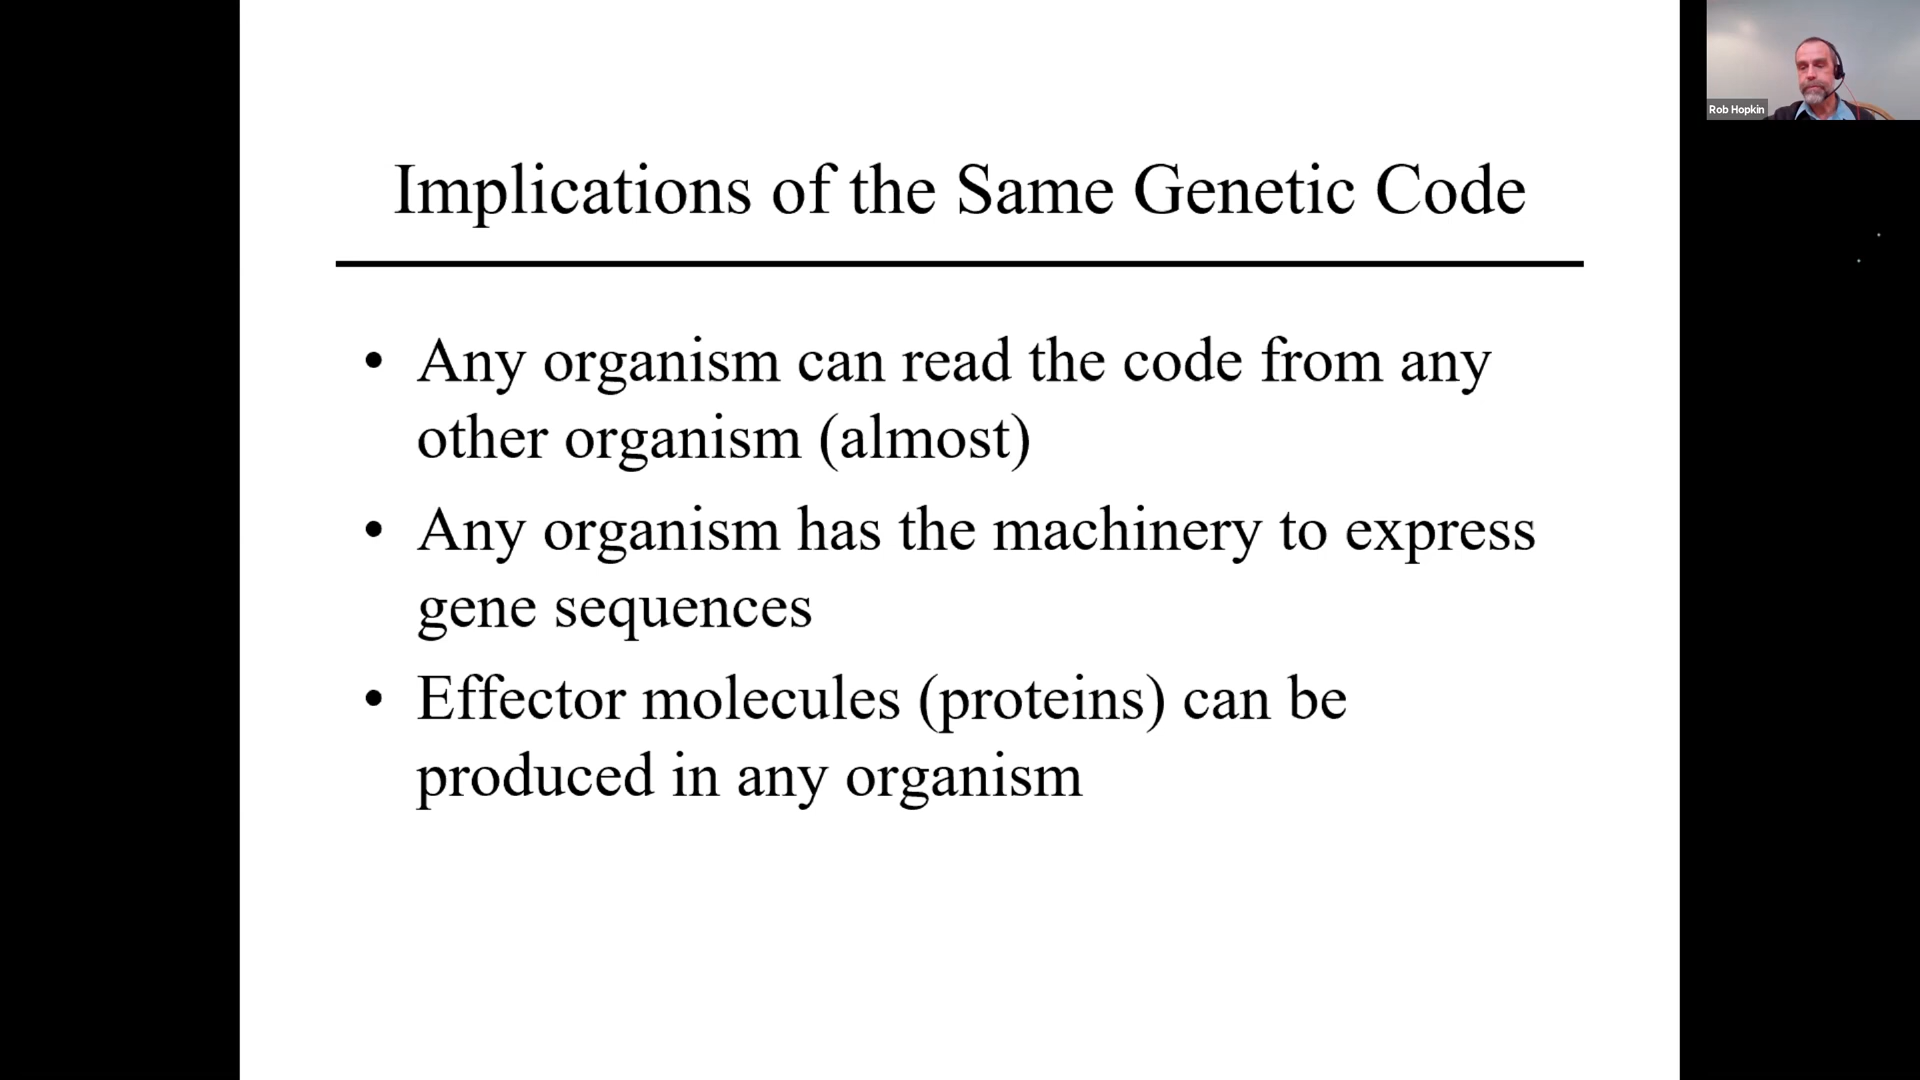 Rob Hopkin
Implications of the Same Genetic Code
• Any organism can read the code from any
other organism (almost)
• Any organism has the machinery to express
gene sequences
• Effector molecules (proteins) can be
produced in any organism